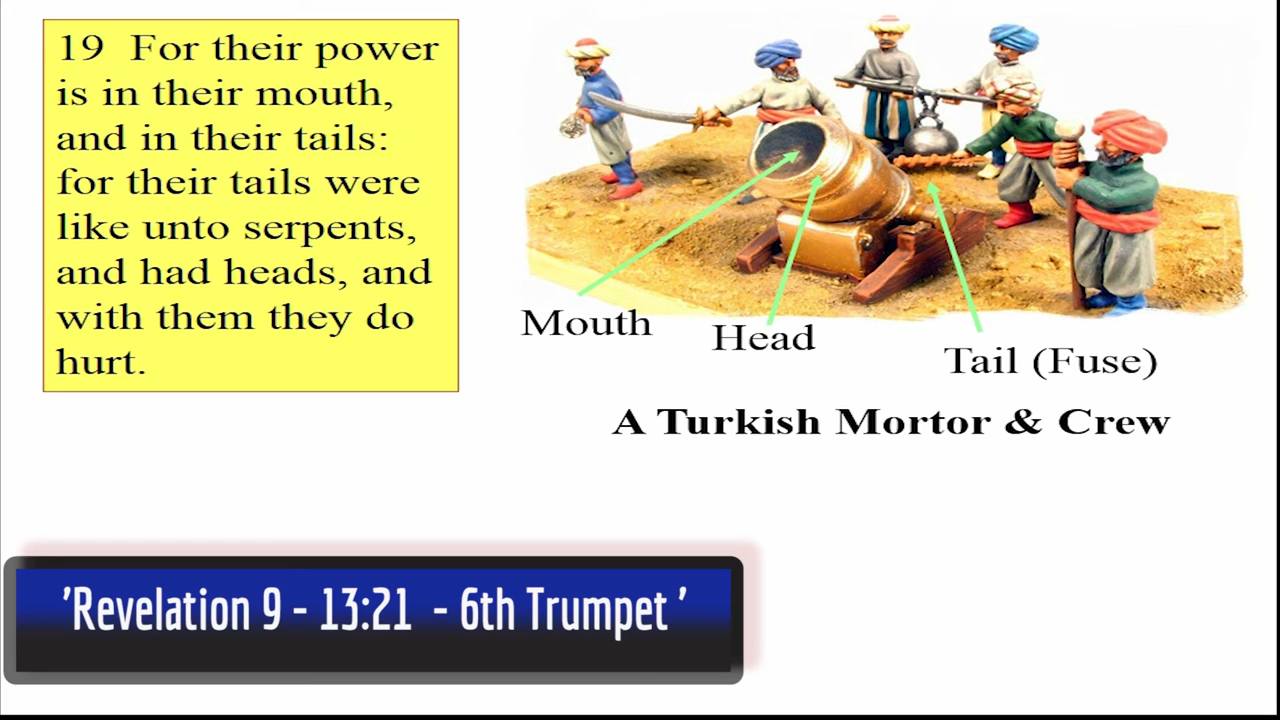 19  For their power
is in their mouth,
and in their tails:
for their tails were
like unto serpents,
and had heads, and
with them they do
hurt.
Mouth
Head
Tail (Fuse)
A Turkish Mortor & Crew
'Revelation 9 - 13:21  - 6th Trumpet '